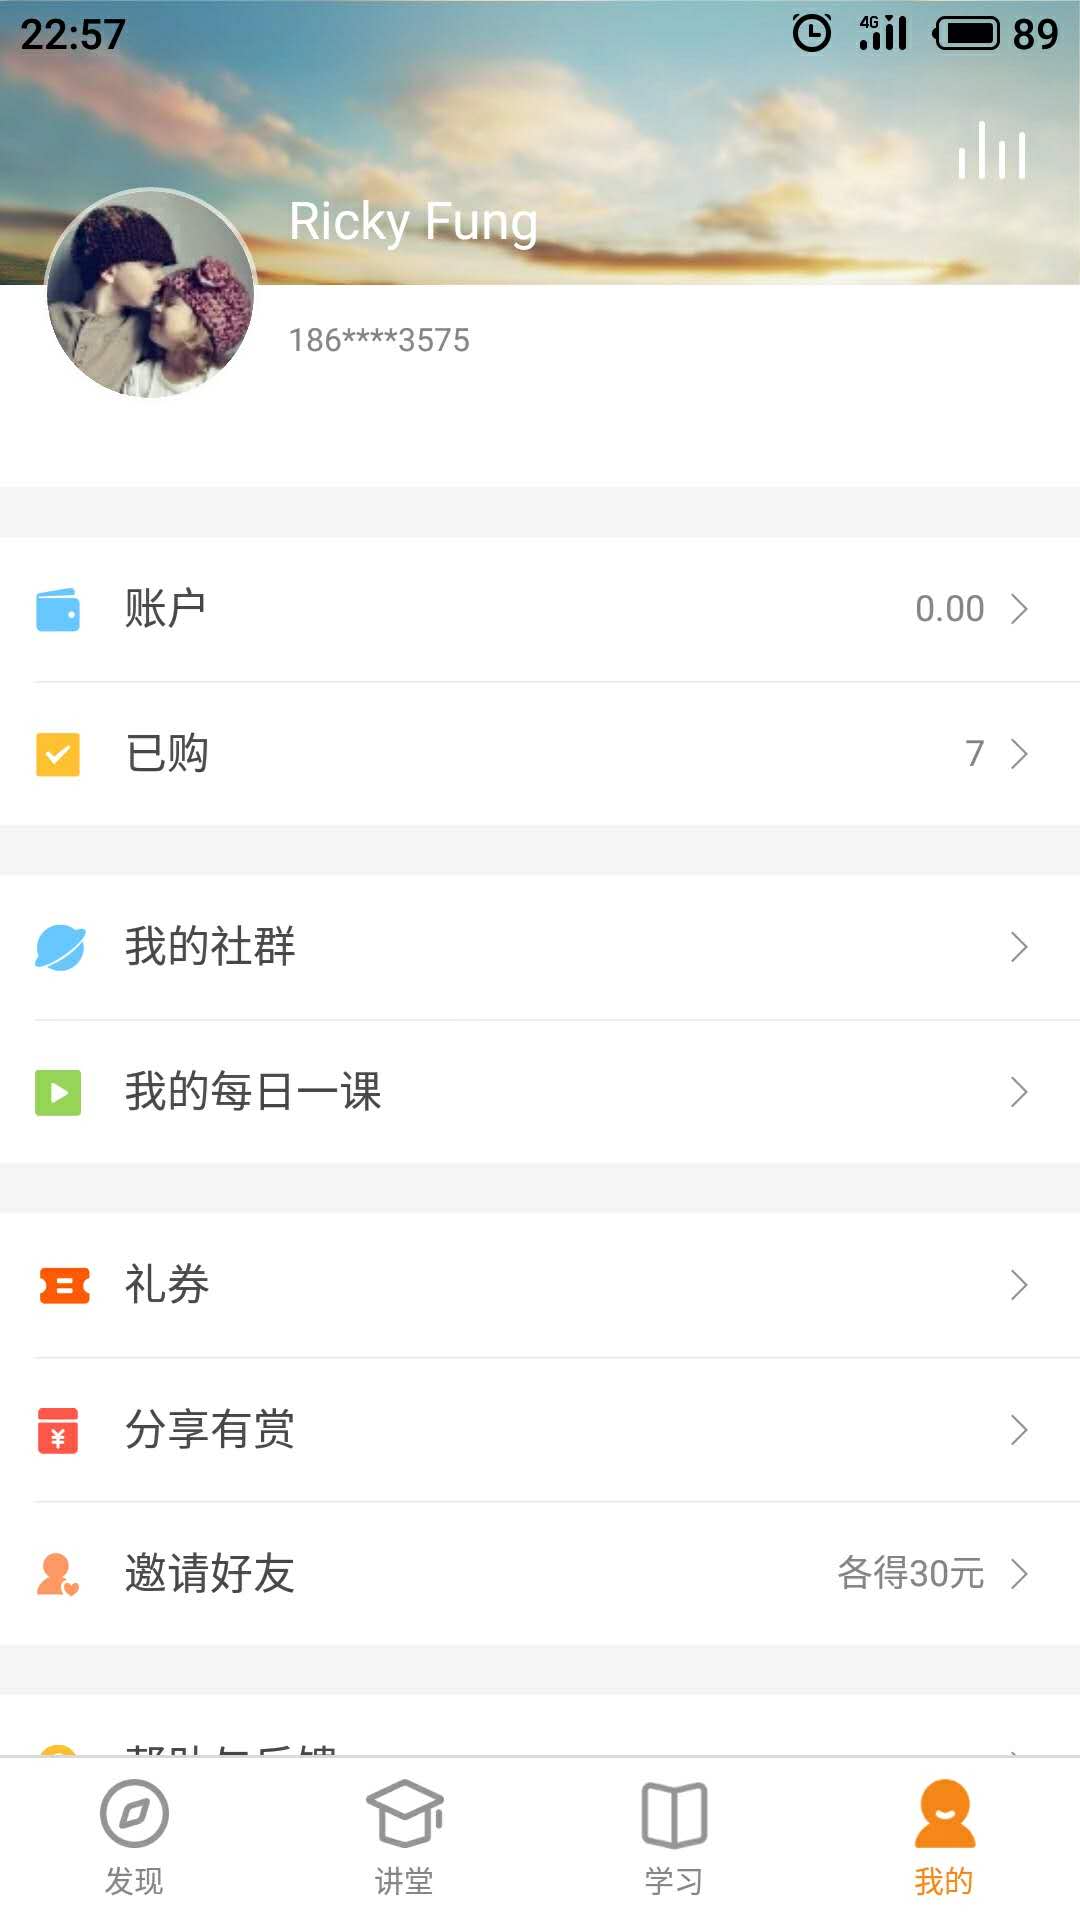 22:57
4G
89
Ricky Fung
186****3575
账户
0.00
已购
7
我的社群
我的每日一课
礼券
分享有赏
¥
邀请好友
各得30元
发现
讲堂
学习
我的